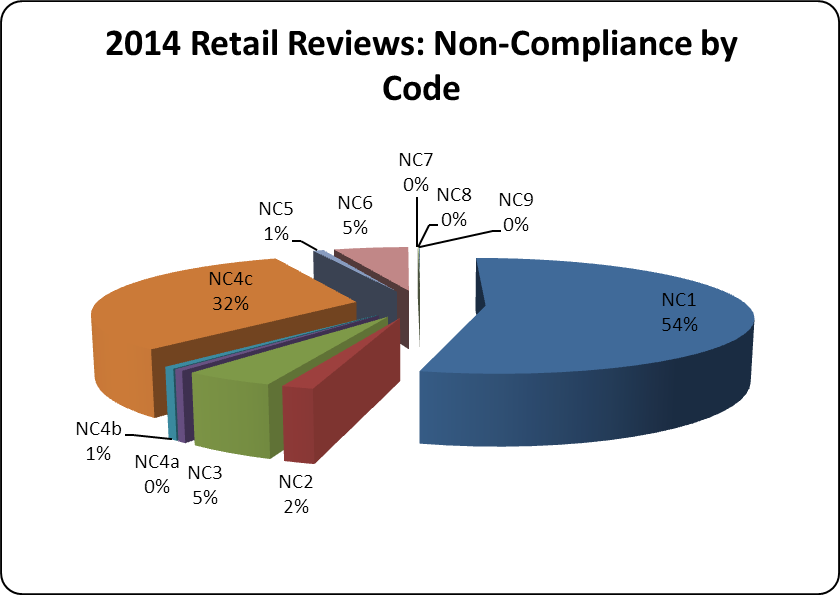 2014 Retail Reviews: Non-Compliance by
Code
NC7
0%
NC8
0%
NC9
0%
NC6
5%
NC5
1%
NC4c
32%
NC1
54%
NC4b
1%
NC4a
0%
NC3
5%
NC2
2%